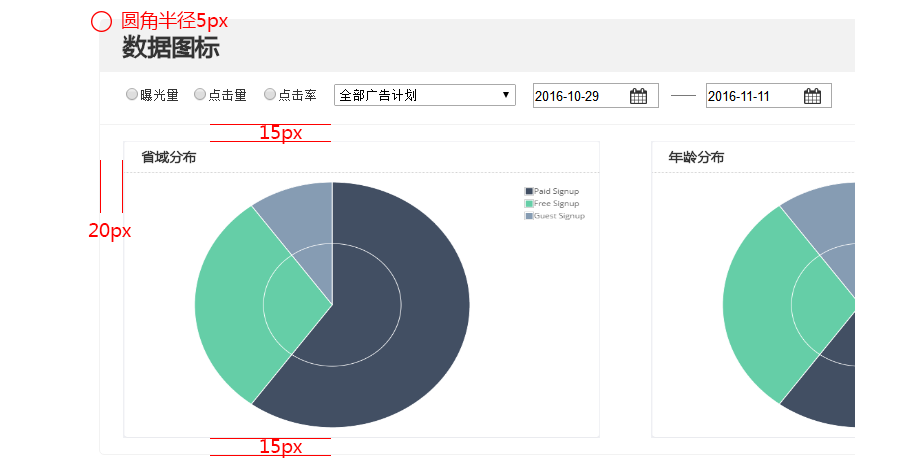 圆角半径5px
数据图标
曝光量 点击量 点击率 全部广告计划 2016-10-29 2016-11-11
15px
省域分布 年龄分布
Paid Signup
Free Signup
Guest Signup
20px
15px